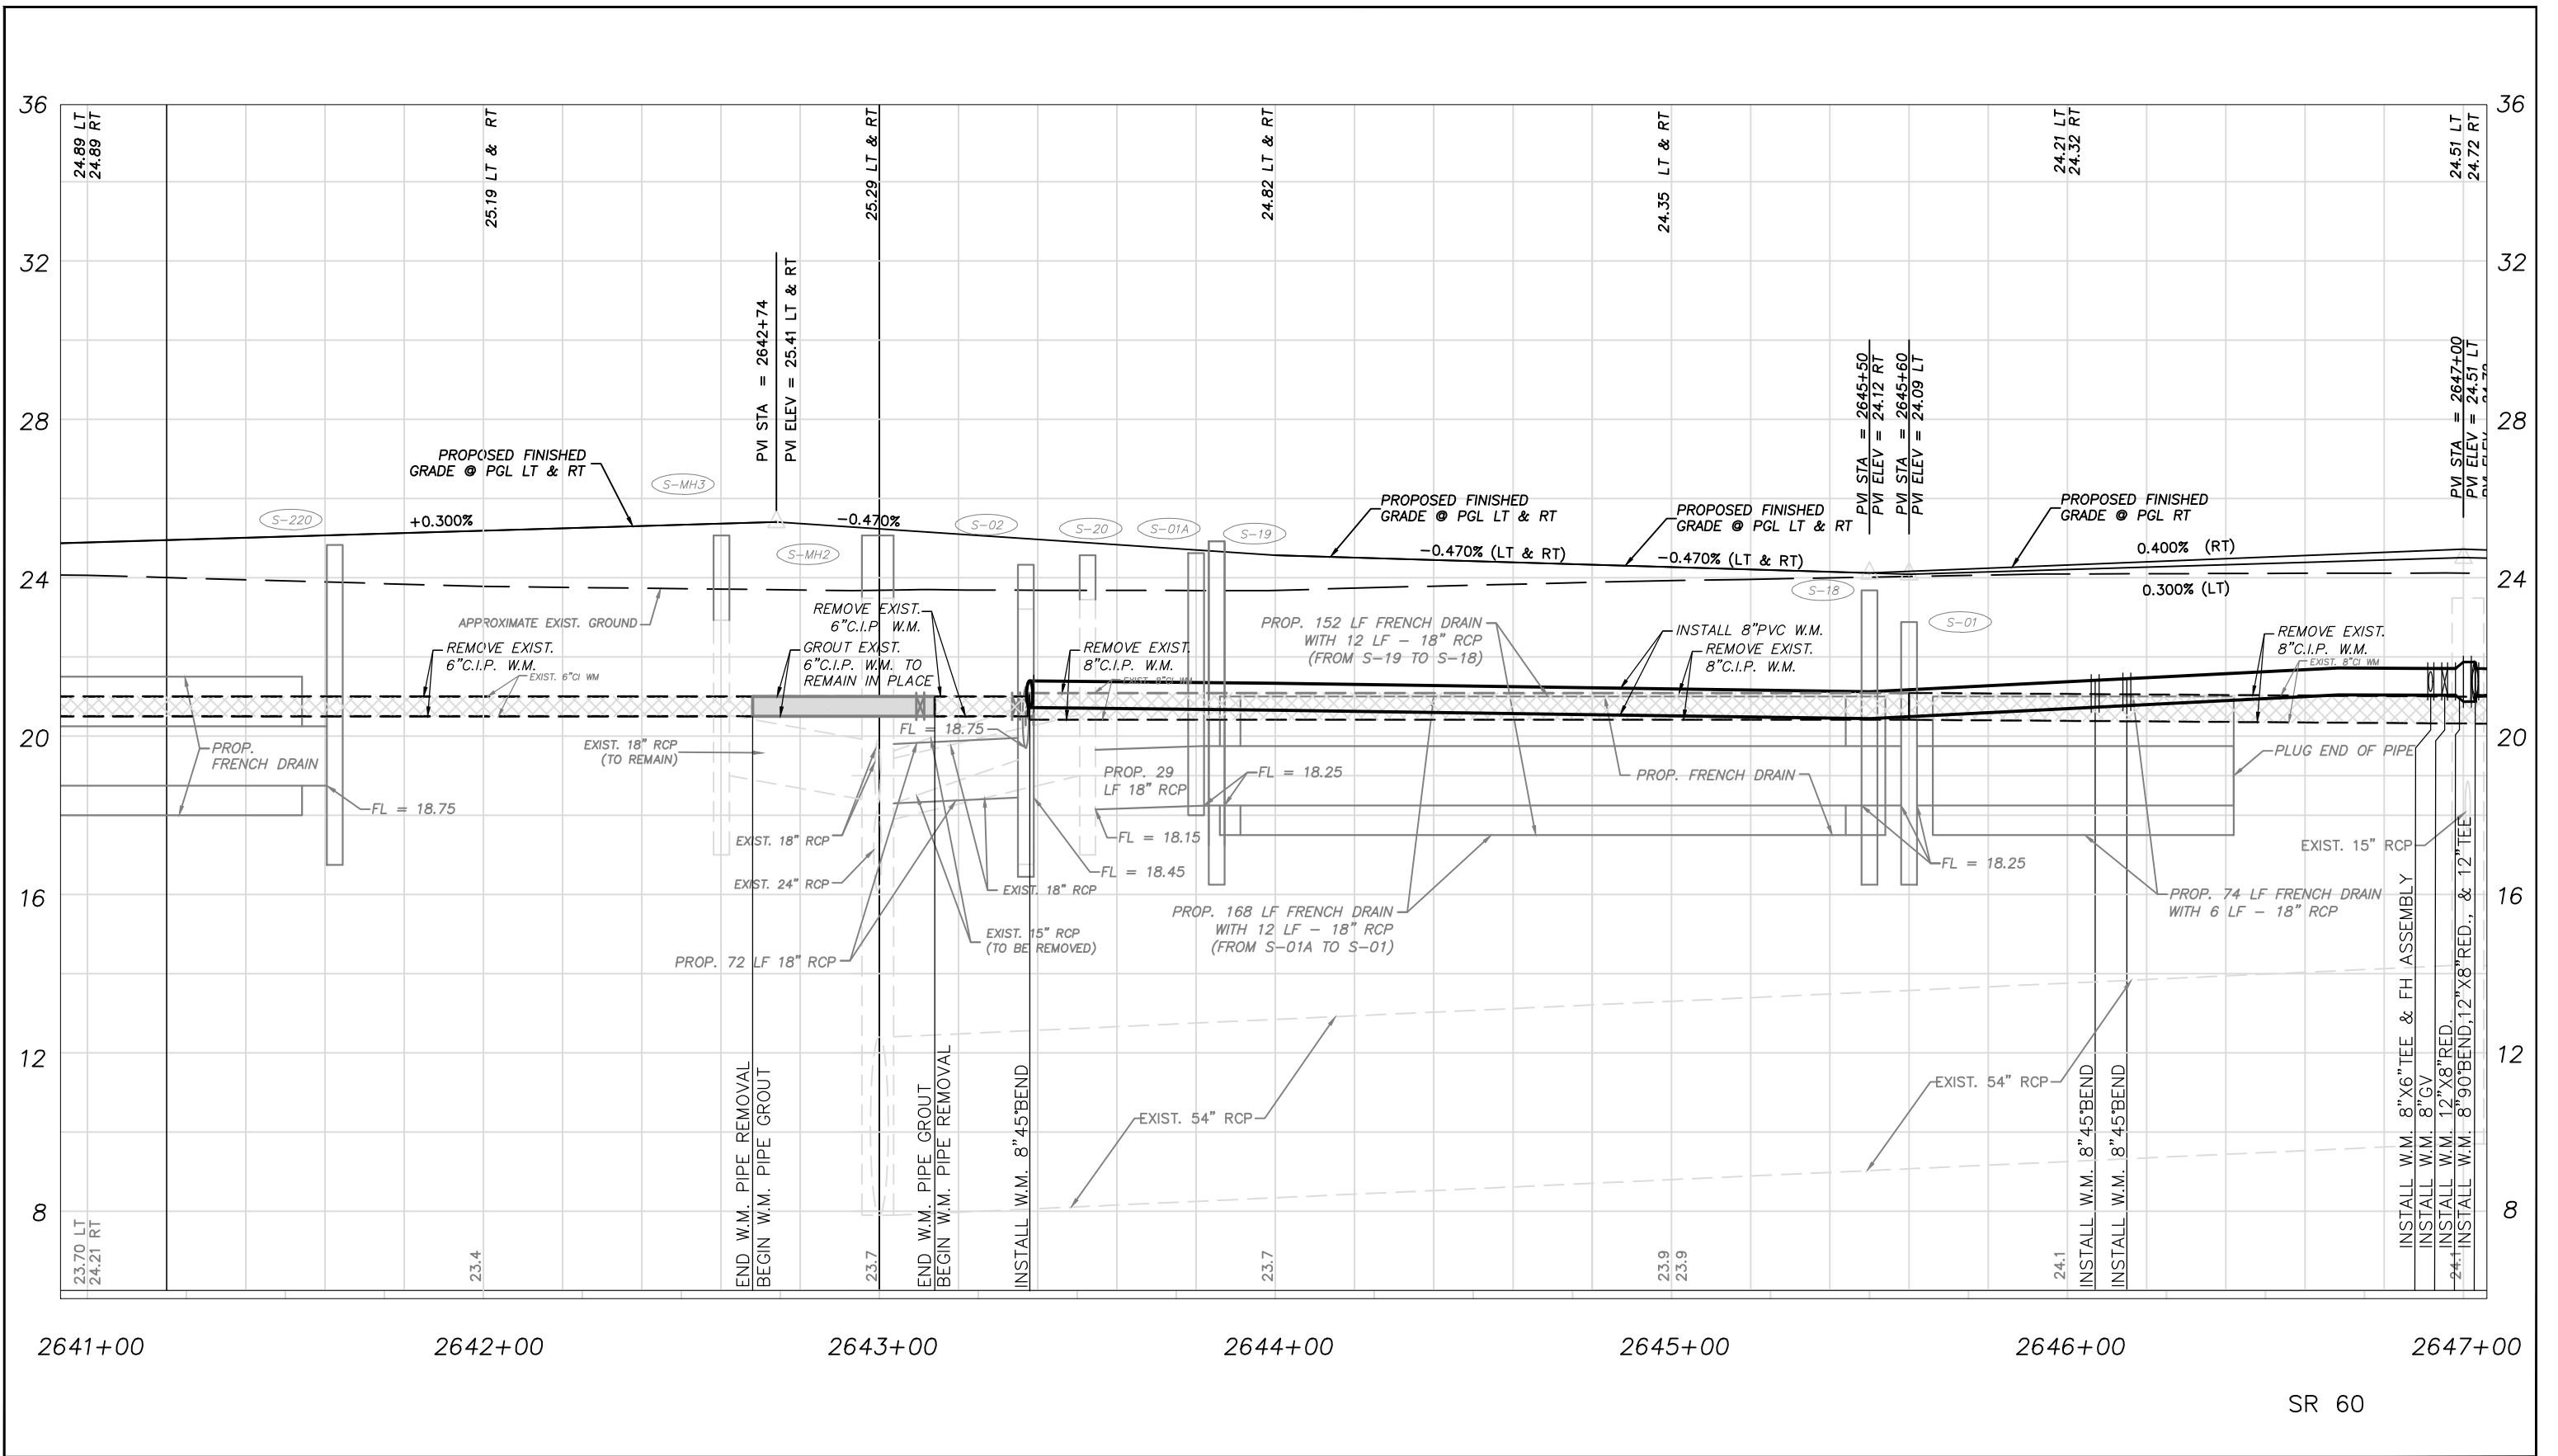 36
32
28
24
20
16
12
8
36
32
28
24
20
16
12
8
24.89 LT
24.89 RT
25.19 LT & RT
25.29 LT & RT
24.82 LT & RT
24.35 LT & RT
24.21 LT
24.32 RT
24.51 LT
24.72 RT
PVI STA = 2642+74
PVI ELEV = 25.41 LT & RT
PVI STA = 2645+50
PVI ELEV = 24.12 RT
PVI STA = 2645+60
PVI ELEV = 24.09 LT
PVI STA = 2647+00
PVI ELEV = 24.51 LT
PROPOSED FINISHED
GRADE @ PGL LT & RT
S-MH3
S-220
+0.300%
-0.470%
S-MH2
S-02
S-20
S-01A
S-19
PROPOSED FINISHED
GRADE @ PGL LT & RT
-0.470% (LT & RT)
PROPOSED FINISHED
GRADE @ PGL LT & RT
-0.470% (LT & RT)
PROPOSED FINISHED
GRADE @ PGL RT
0.400% (RT)
0.300% (LT)
S-18
S-01
APPROXIMATE EXIST. GROUND
REMOVE EXIST.
6"C.I.P. W.M.
EXIST. 6"CI WM
REMOVE EXIST.
6"C.I.P. W.M.
GROUT EXIST.
6"C.I.P. W.M. TO
REMAIN IN PLACE
REMOVE EXIST.
8"C.I.P. W.M.
EXIST. 8"CI WM
PROP. 152 LF FRENCH DRAIN
WITH 12 LF - 18" RCP
(FROM S-19 TO S-18)
INSTALL 8"PVC W.M.
REMOVE EXIST.
8"C.I.P. W.M.
REMOVE EXIST.
8"C.I.P. W.M.
EXIST. 8"CI WM
PROP.
FRENCH DRAIN
FL = 18.75
EXIST. 18" RCP
(TO REMAIN)
FL = 18.75
EXIST. 18" RCP
EXIST. 24" RCP
PROP. 72 LF 18" RCP
EXIST. 18" RCP
EXIST. 15" RCP
(TO BE REMOVED)
PROP. 29
LF 18" RCP
FL = 18.15
FL = 18.45
FL = 18.25
PROP. FRENCH DRAIN
PROP. 168 LF FRENCH DRAIN
WITH 12 LF - 18" RCP
(FROM S-01A TO S-01)
FL = 18.25
PLUG END OF PIPE
PROP. 74 LF FRENCH DRAIN
WITH 6 LF - 18" RCP
EXIST. 15" RCP
EXIST. 54" RCP
EXIST. 54" RCP
END W.M. PIPE REMOVAL
BEGIN W.M. PIPE GROUT
END W.M. PIPE GROUT
BEGIN W.M. PIPE REMOVAL
INSTALL W.M. 8"45°BEND
INSTALL W.M. 8"45°BEND
INSTALL W.M. 8"45°BEND
INSTALL W.M. 8"X6"TEE & FH ASSEMBLY
INSTALL W.M. 8"GV
INSTALL W.M. 12"X8"RED.
INSTALL W.M. 8"90°BEND,12"X8"RED., & 12"TEE
23.70 LT
24.21 RT
23.4
23.7
23.7
23.9
23.9
24.1
24.1
2641+00
2642+00
2643+00
2644+00
2645+00
2646+00
2647+00
SR 60